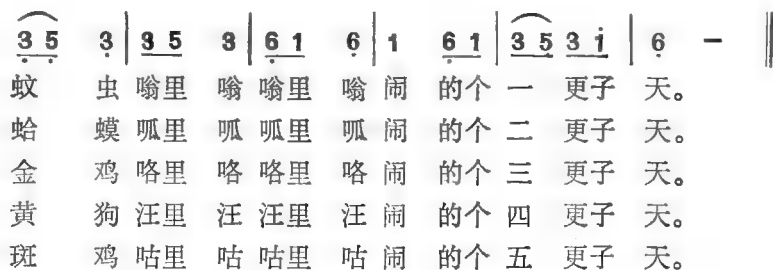 3 5 3 | 3 5 3 | 6 1 6 | 1 6 1 | 3 5 3 i | 6 － ‖
蚊 虫 嗡里 嗡 嗡里 嗡 闹 的个 一 更子 天。
蛤 蟆 呱里 呱 呱里 呱 闹 的个 二 更子 天。
金 鸡 咯里 咯 咯里 咯 闹 的个 三 更子 天。
黄 狗 汪里 汪 汪里 汪 闹 的个 四 更子 天。
斑 鸡 咕里 咕 咕里 咕 闹 的个 五 更子 天。